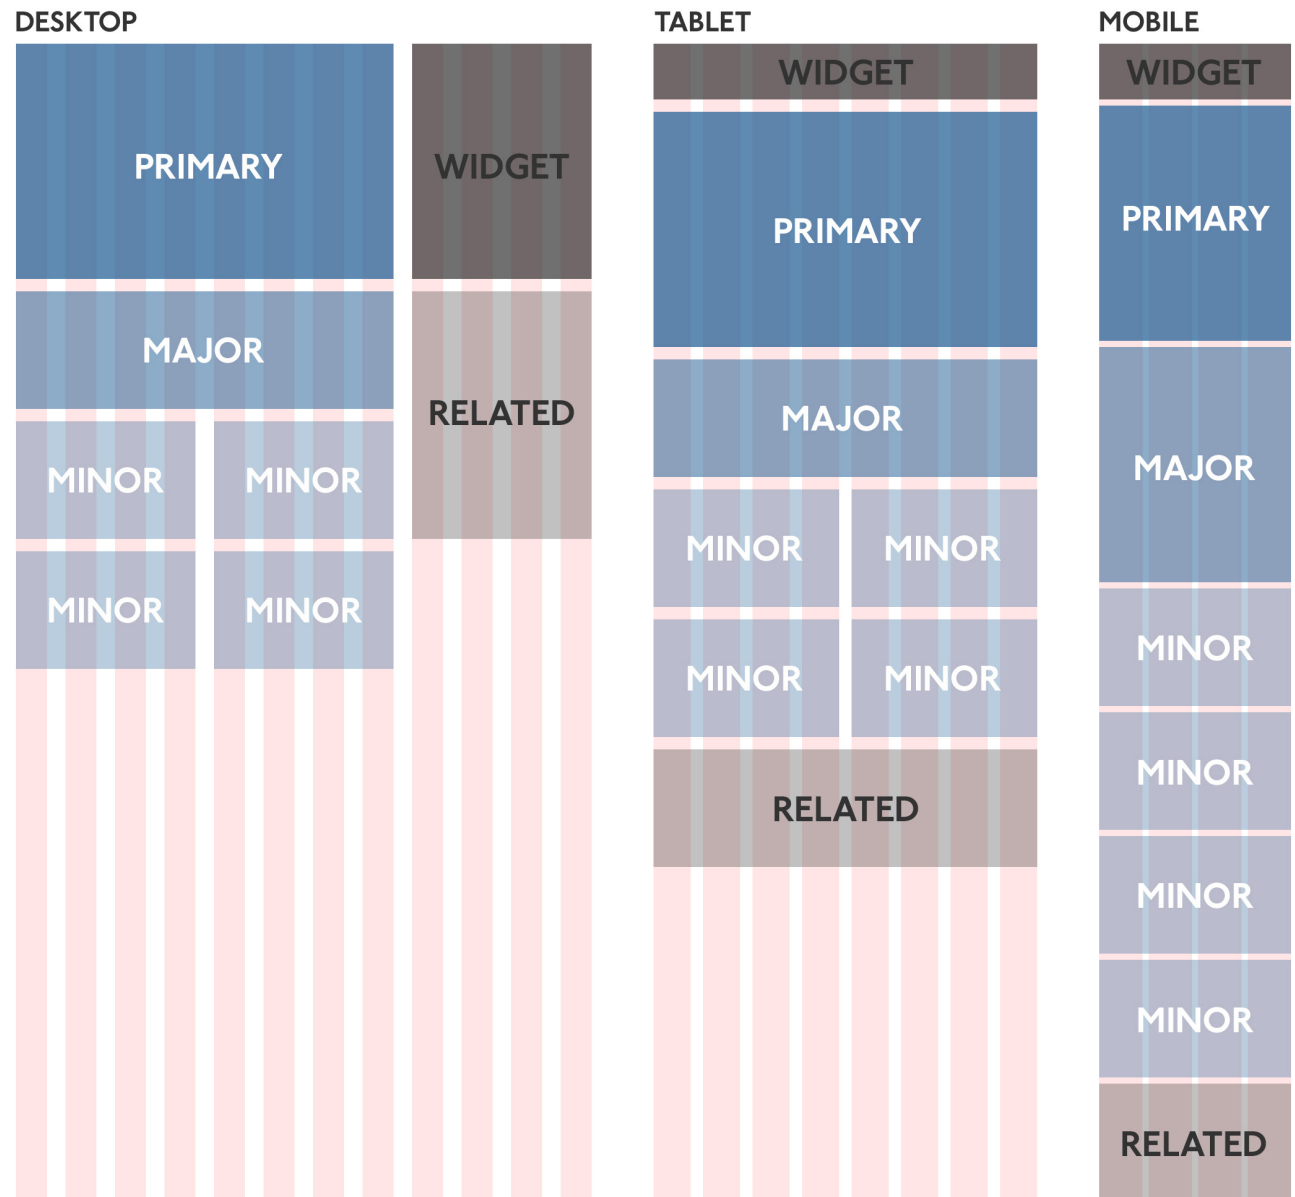 DESKTOP
PRIMARY
WIDGET
MAJOR
RELATED
MINOR
MINOR
MINOR
MINOR
TABLET
WIDGET
PRIMARY
MAJOR
MINOR
MINOR
MINOR
MINOR
RELATED
MOBILE
WIDGET
PRIMARY
MAJOR
MINOR
MINOR
MINOR
MINOR
RELATED